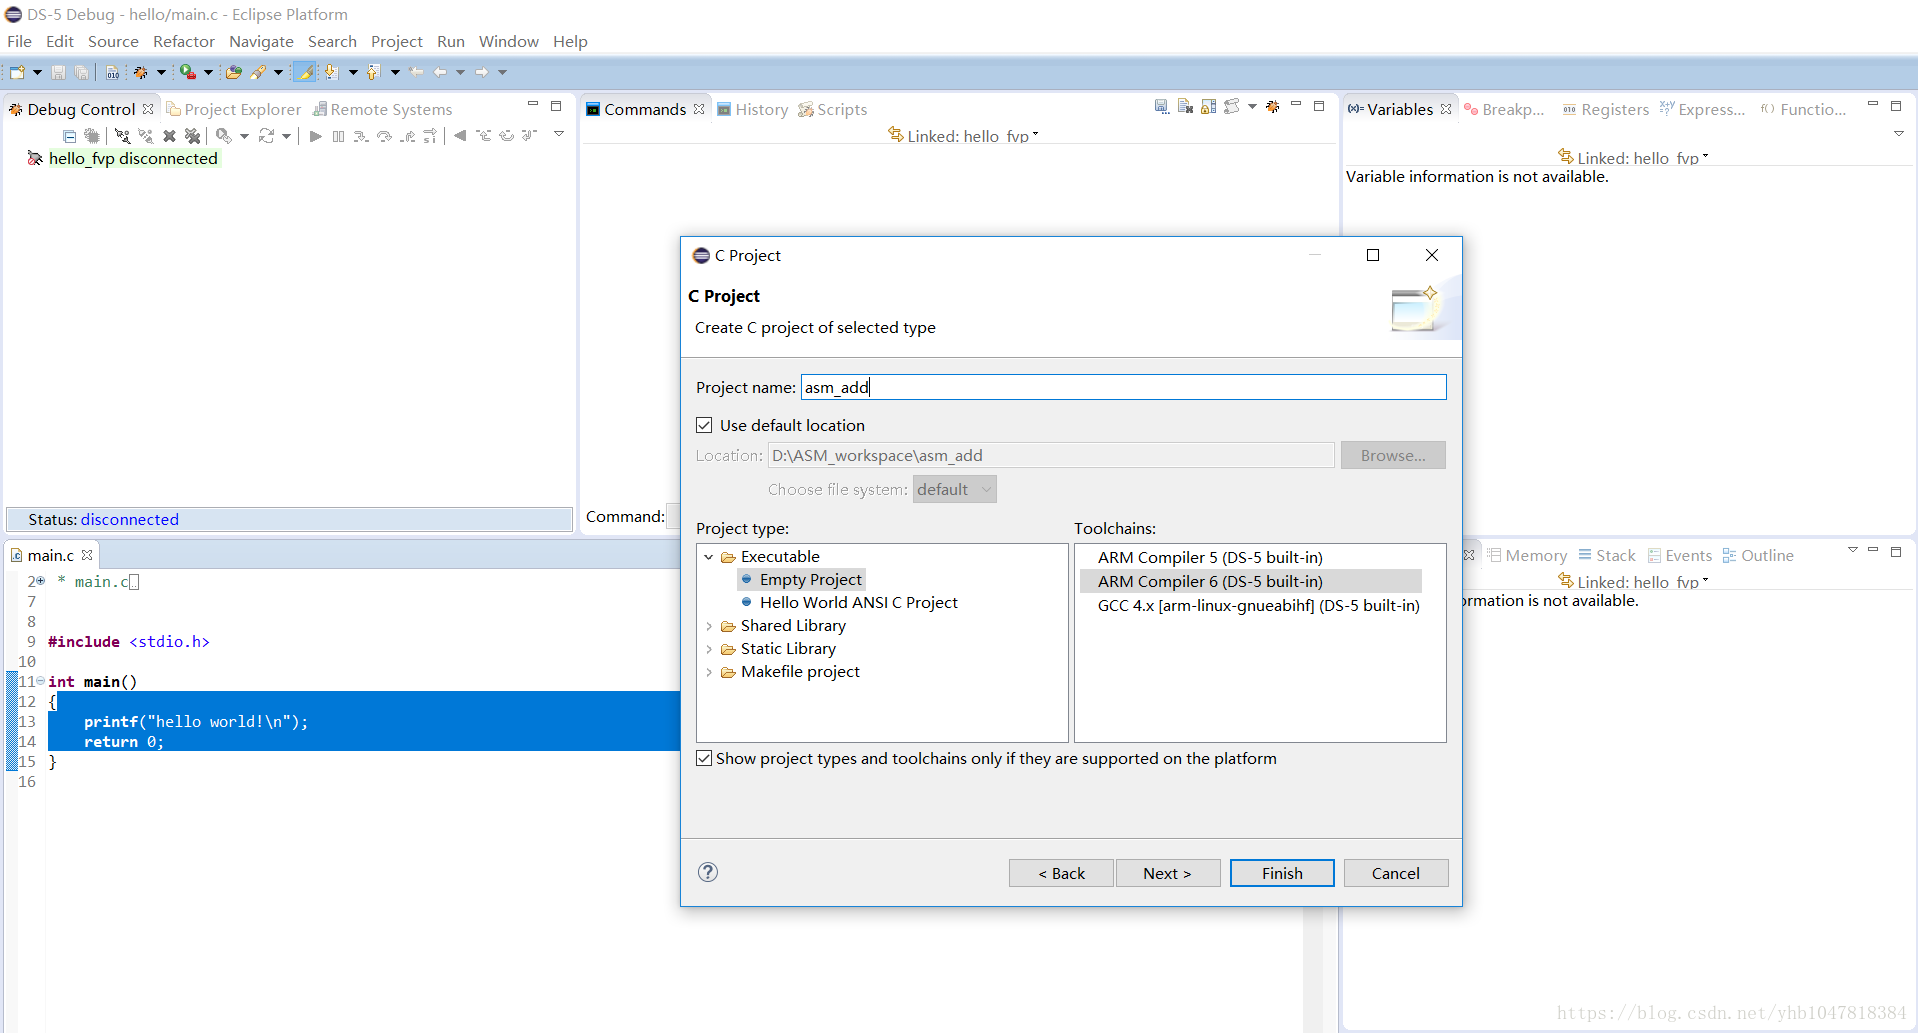 DS-5 Debug - hello/main.c - Eclipse Platform
File Edit Source Refactor Navigate Search Project Run Window Help
Debug Control Project Explorer Remote Systems
hello_fvp disconnected
Status: disconnected
Commands History Scripts
Linked: hello_fvp
Command:
Variables Breakp... Registers Express... Functio...
Linked: hello_fvp
Variable information is not available.
C Project
C Project
Create C project of selected type
Project name: asm_add
Use default location
Location: D:\ASM_workspace\asm_add Browse...
Choose file system: default
Project type: Toolchains:
Executable
Empty Project
Hello World ANSI C Project
Shared Library
Static Library
Makefile project
ARM Compiler 5 (DS-5 built-in)
ARM Compiler 6 (DS-5 built-in)
GCC 4.x [arm-linux-gnueabihf] (DS-5 built-in)
Show project types and toolchains only if they are supported on the platform
< Back Next > Finish Cancel
main.c
2 * main.c
7
8
9 #include <stdio.h>
10
11 int main()
12 {
13 printf("hello world!\n");
14 return 0;
15 }
16
Memory Stack Events Outline
Linked: hello_fvp
ormation is not available.
https://blog.csdn.net/yhb1047818384